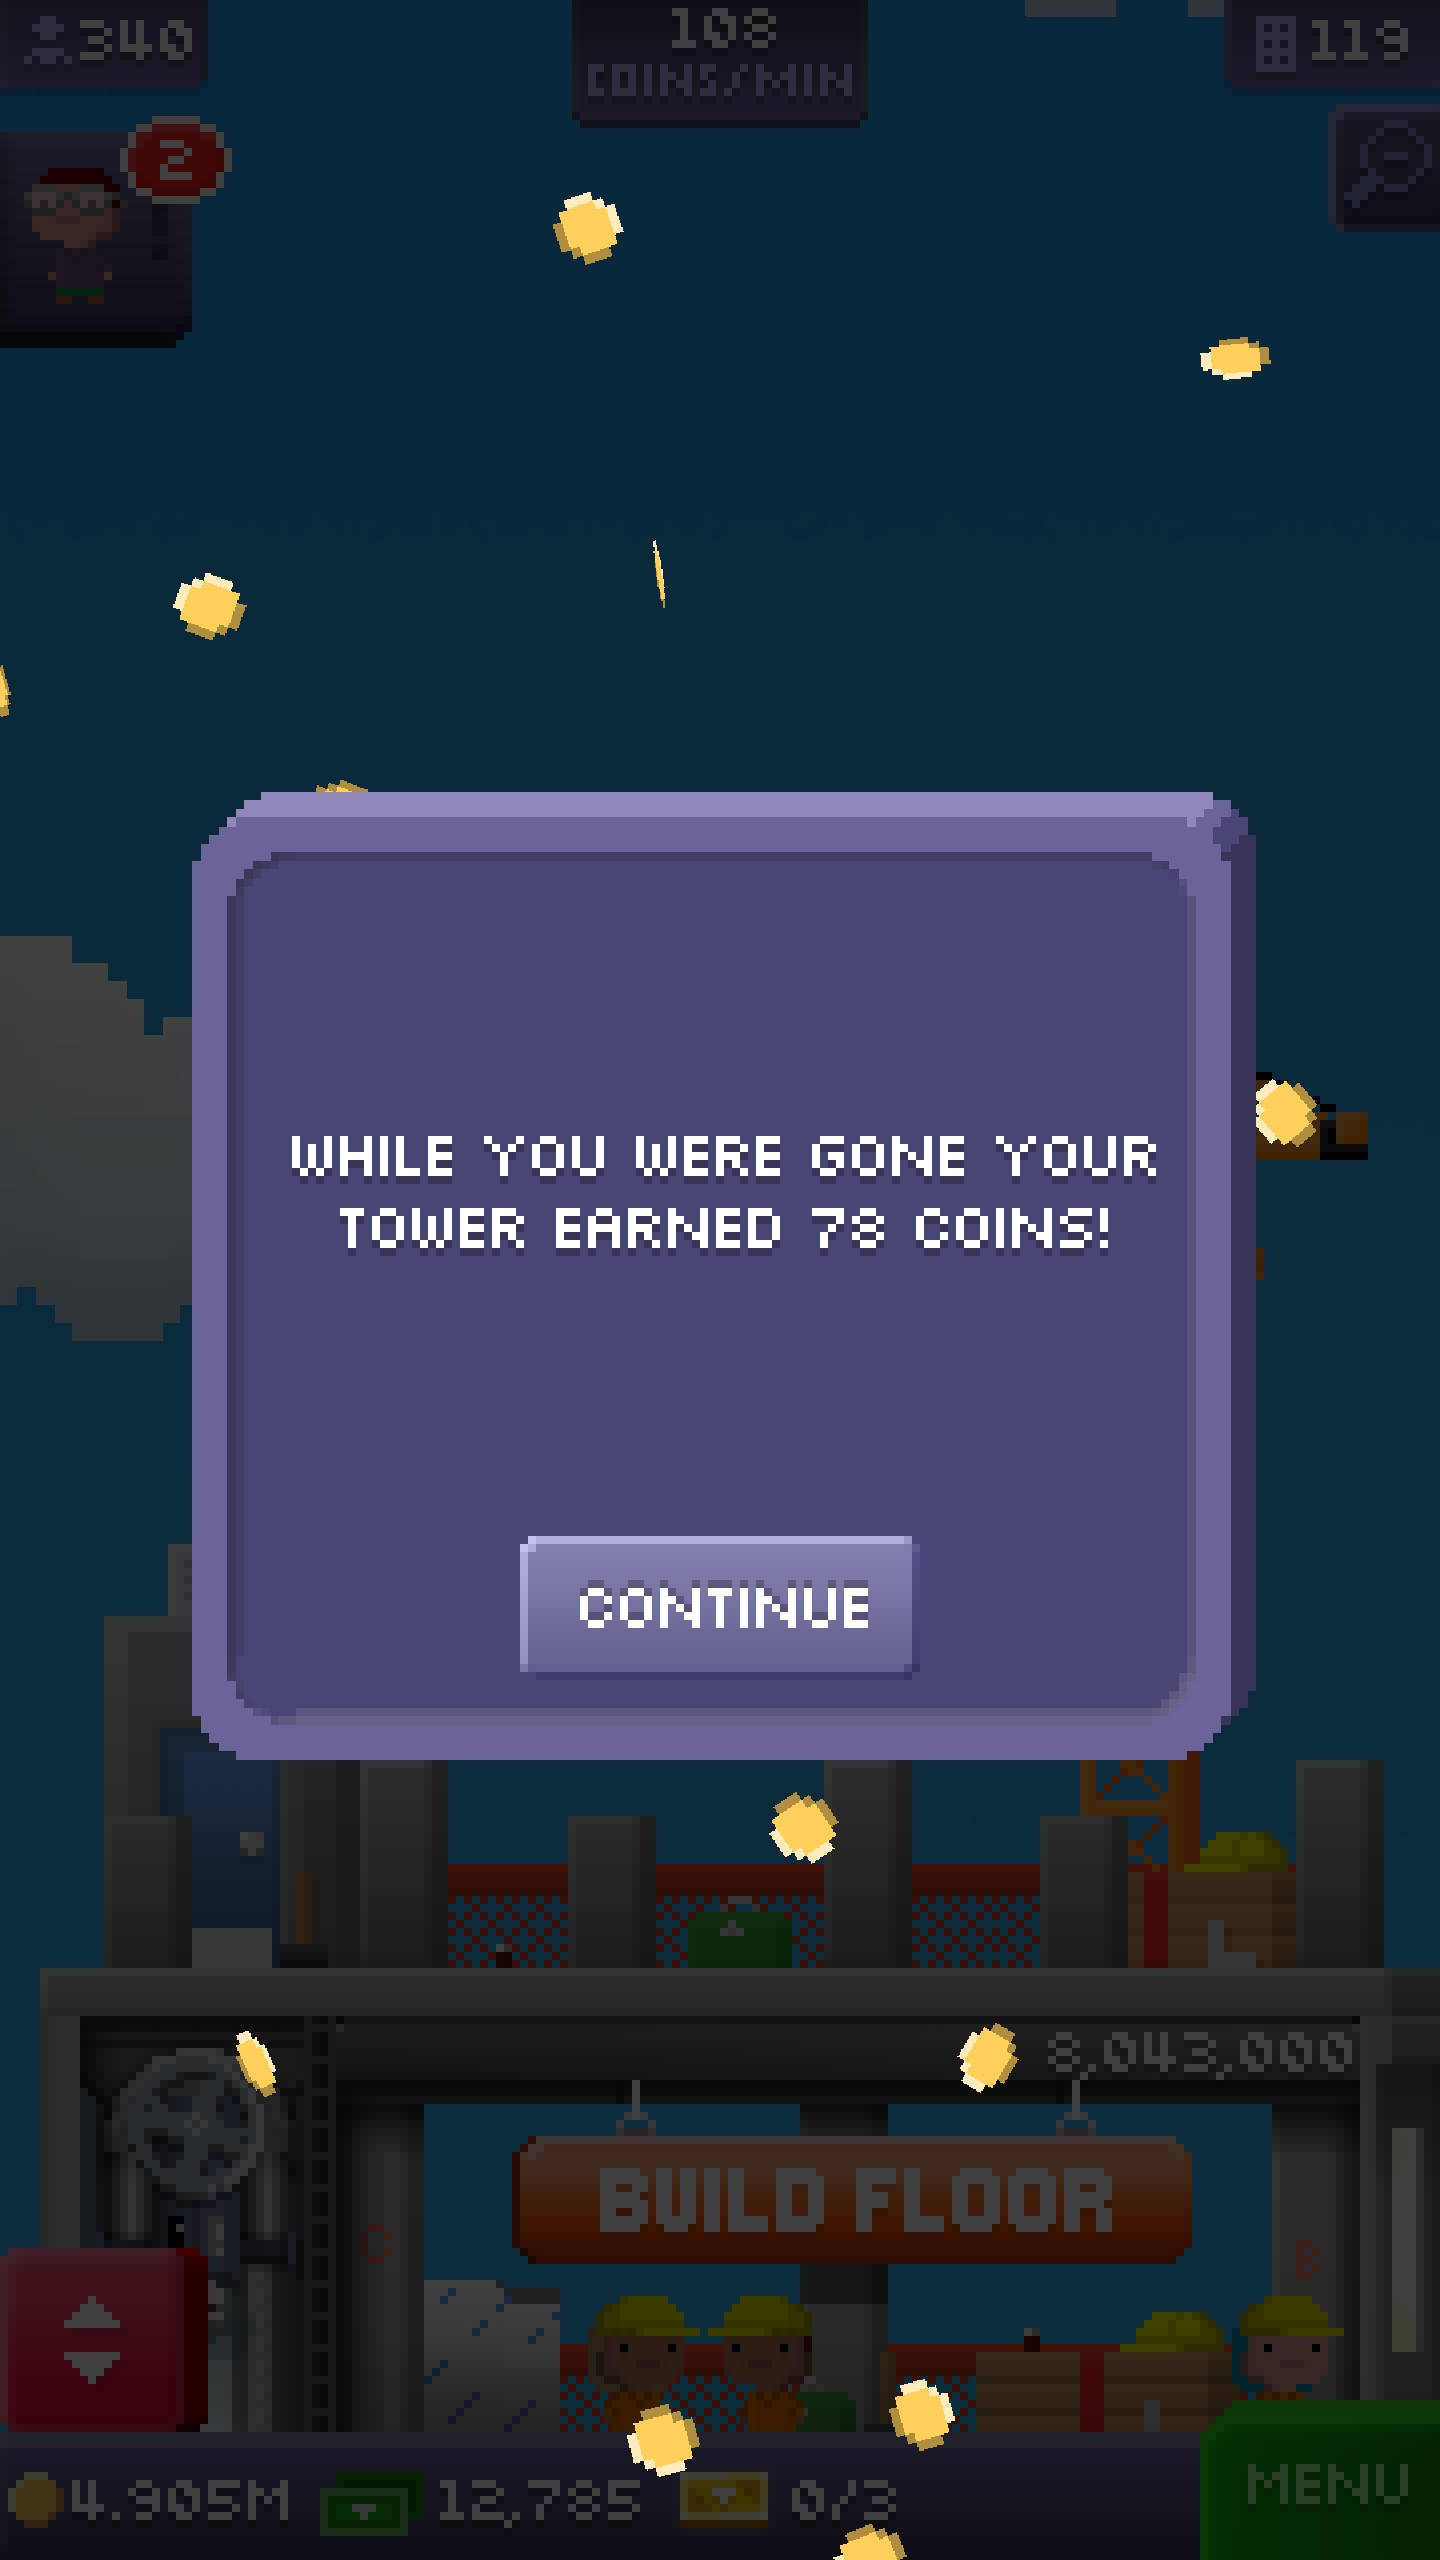 340
108
COINS/MIN
119
2
WHILE YOU WERE GONE YOUR
TOWER EARNED 78 COINS!
CONTINUE
8,043,000
BUILD FLOOR
C
B
4.905M
12,785
0/3
MENU